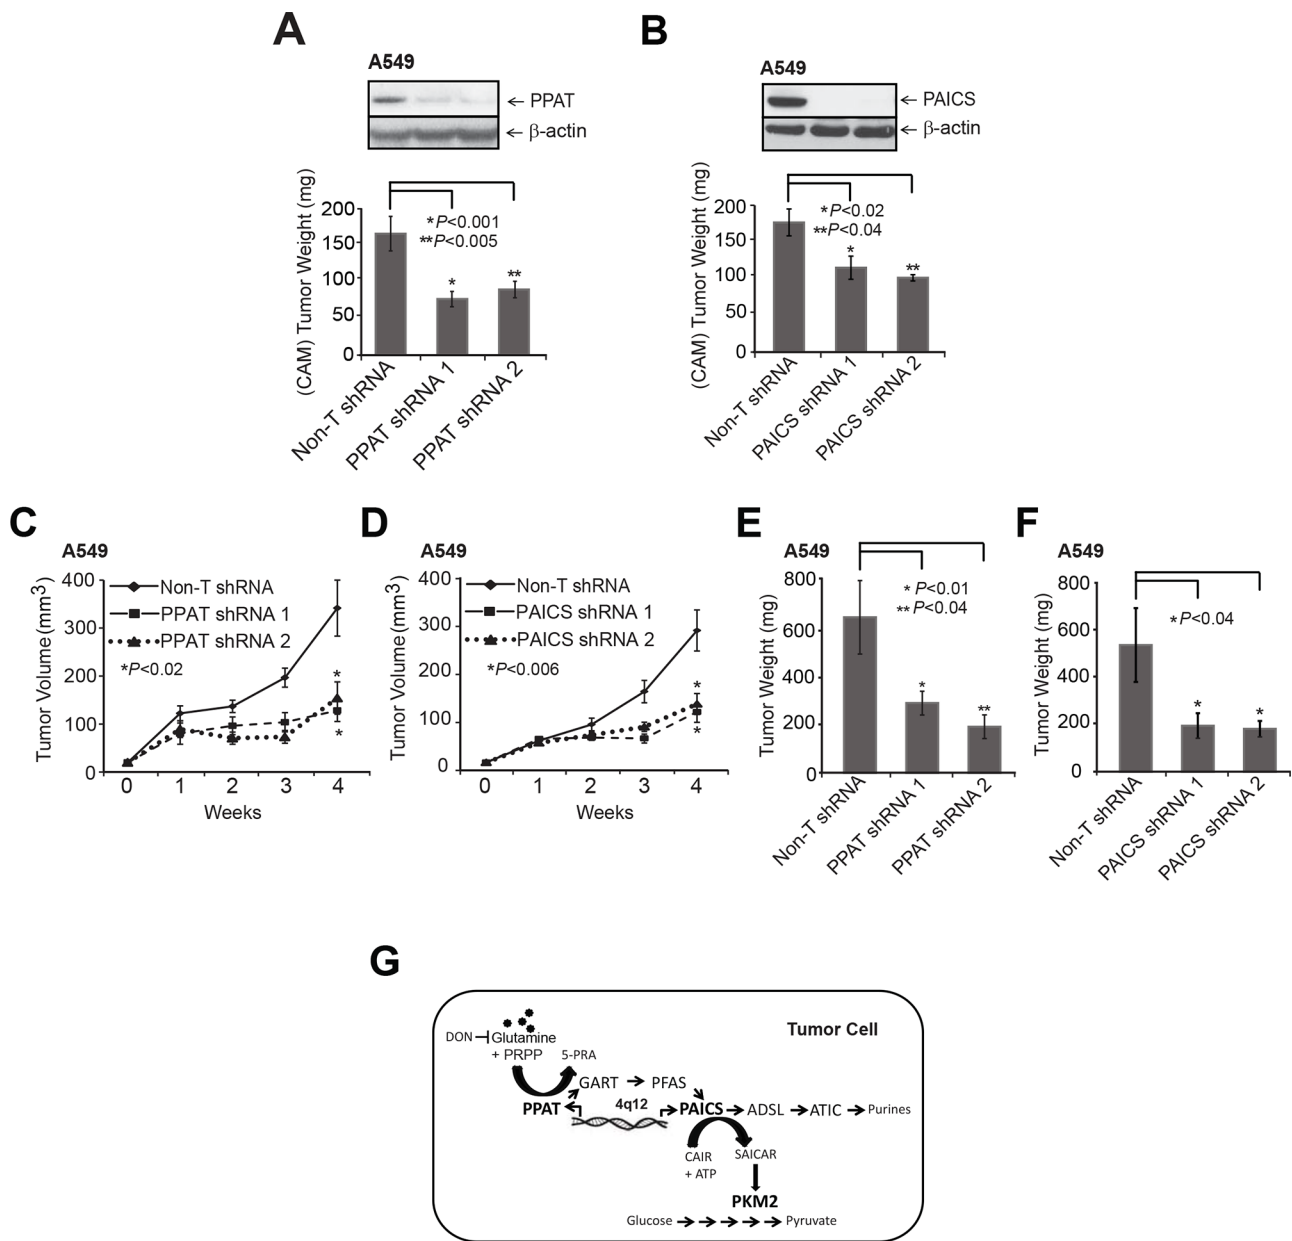 A
A549
← PPAT
← β-actin
(CAM) Tumor Weight (mg)
200
150
100
50
0
*P<0.001
**P<0.005
*
**
Non-T shRNA
PPAT shRNA 1
PPAT shRNA 2
B
A549
← PAICS
← β-actin
(CAM) Tumor Weight (mg)
200
150
100
50
0
*P<0.02
**P<0.04
*
**
Non-T shRNA
PAICS shRNA 1
PAICS shRNA 2
C
A549
Tumor Volume (mm3)
400
300
200
100
0
Non-T shRNA
PPAT shRNA 1
PPAT shRNA 2
*P<0.02
*
*
0 1 2 3 4
Weeks
D
A549
Tumor Volume (mm3)
400
300
200
100
0
Non-T shRNA
PAICS shRNA 1
PAICS shRNA 2
*P<0.006
*
*
0 1 2 3 4
Weeks
E
A549
Tumor Weight (mg)
800
600
400
200
0
* P<0.01
** P<0.04
*
**
Non-T shRNA
PPAT shRNA 1
PPAT shRNA 2
F
A549
Tumor Weight (mg)
800
600
400
200
0
*P<0.04
*
*
Non-T shRNA
PAICS shRNA 1
PAICS shRNA 2
G
Tumor Cell
DON Glutamine
+ PRPP 5-PRA
GART → PFAS
PPAT 4q12 PAICS → ADSL → ATIC → Purines
CAIR SAICAR
+ ATP
PKM2
Glucose → → → → → Pyruvate